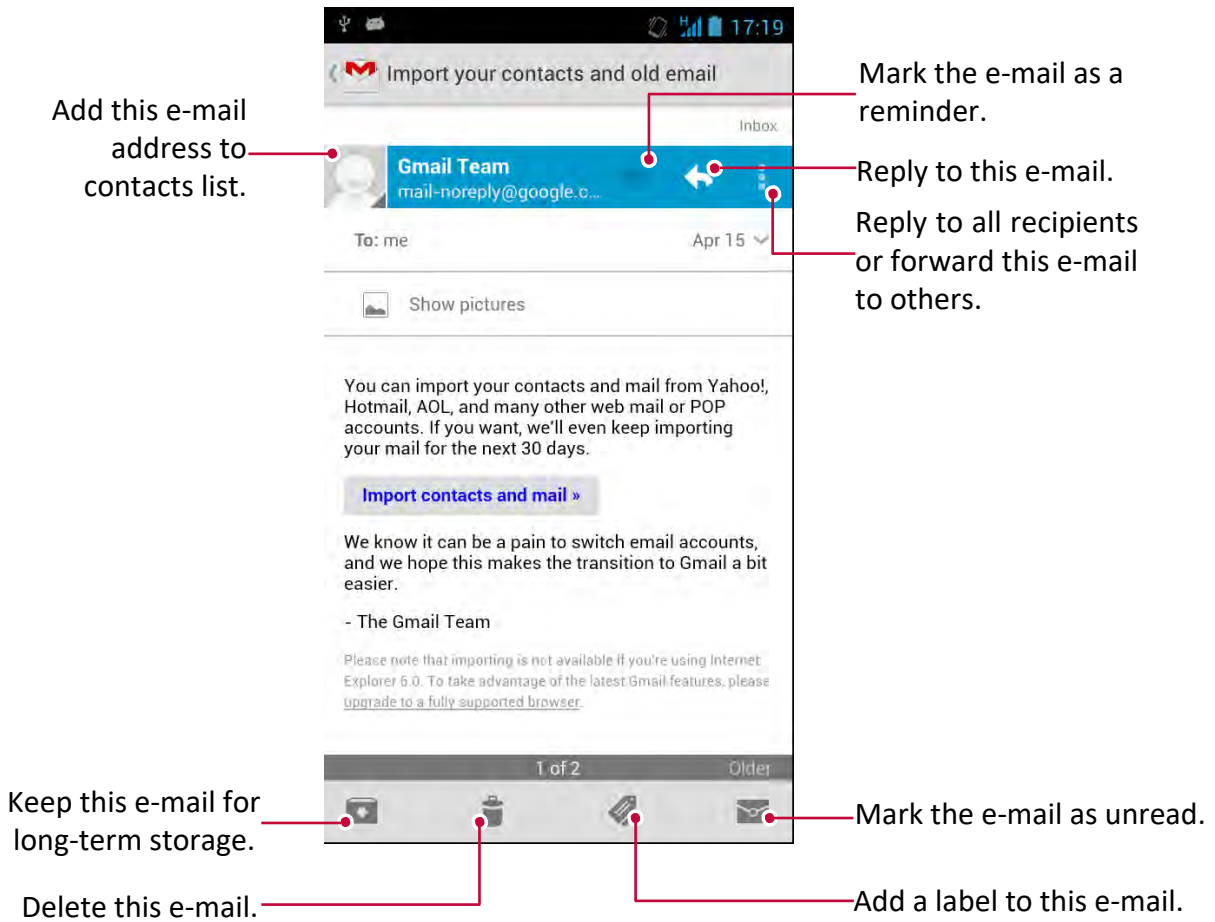 H 17:19
Import your contacts and old email
Mark the e-mail as a
reminder.
Add this e-mail
address to
contacts list.
Inbox
Gmail Team
mail-noreply@google.c...
Reply to this e-mail.
To: me
Apr 15
Reply to all recipients
or forward this e-mail
to others.
Show pictures
You can import your contacts and mail from Yahoo!,
Hotmail, AOL, and many other web mail or POP
accounts. If you want, we'll even keep importing
your mail for the next 30 days.
Import contacts and mail »
We know it can be a pain to switch email accounts,
and we hope this makes the transition to Gmail a bit
easier.
- The Gmail Team
Please note that importing is not available if you're using Internet
Explorer 6.0. To take advantage of the latest Gmail features, please
upgrade to a fully supported browser.
1 of 2
Older
Keep this e-mail for
long-term storage.
Mark the e-mail as unread.
Delete this e-mail.
Add a label to this e-mail.